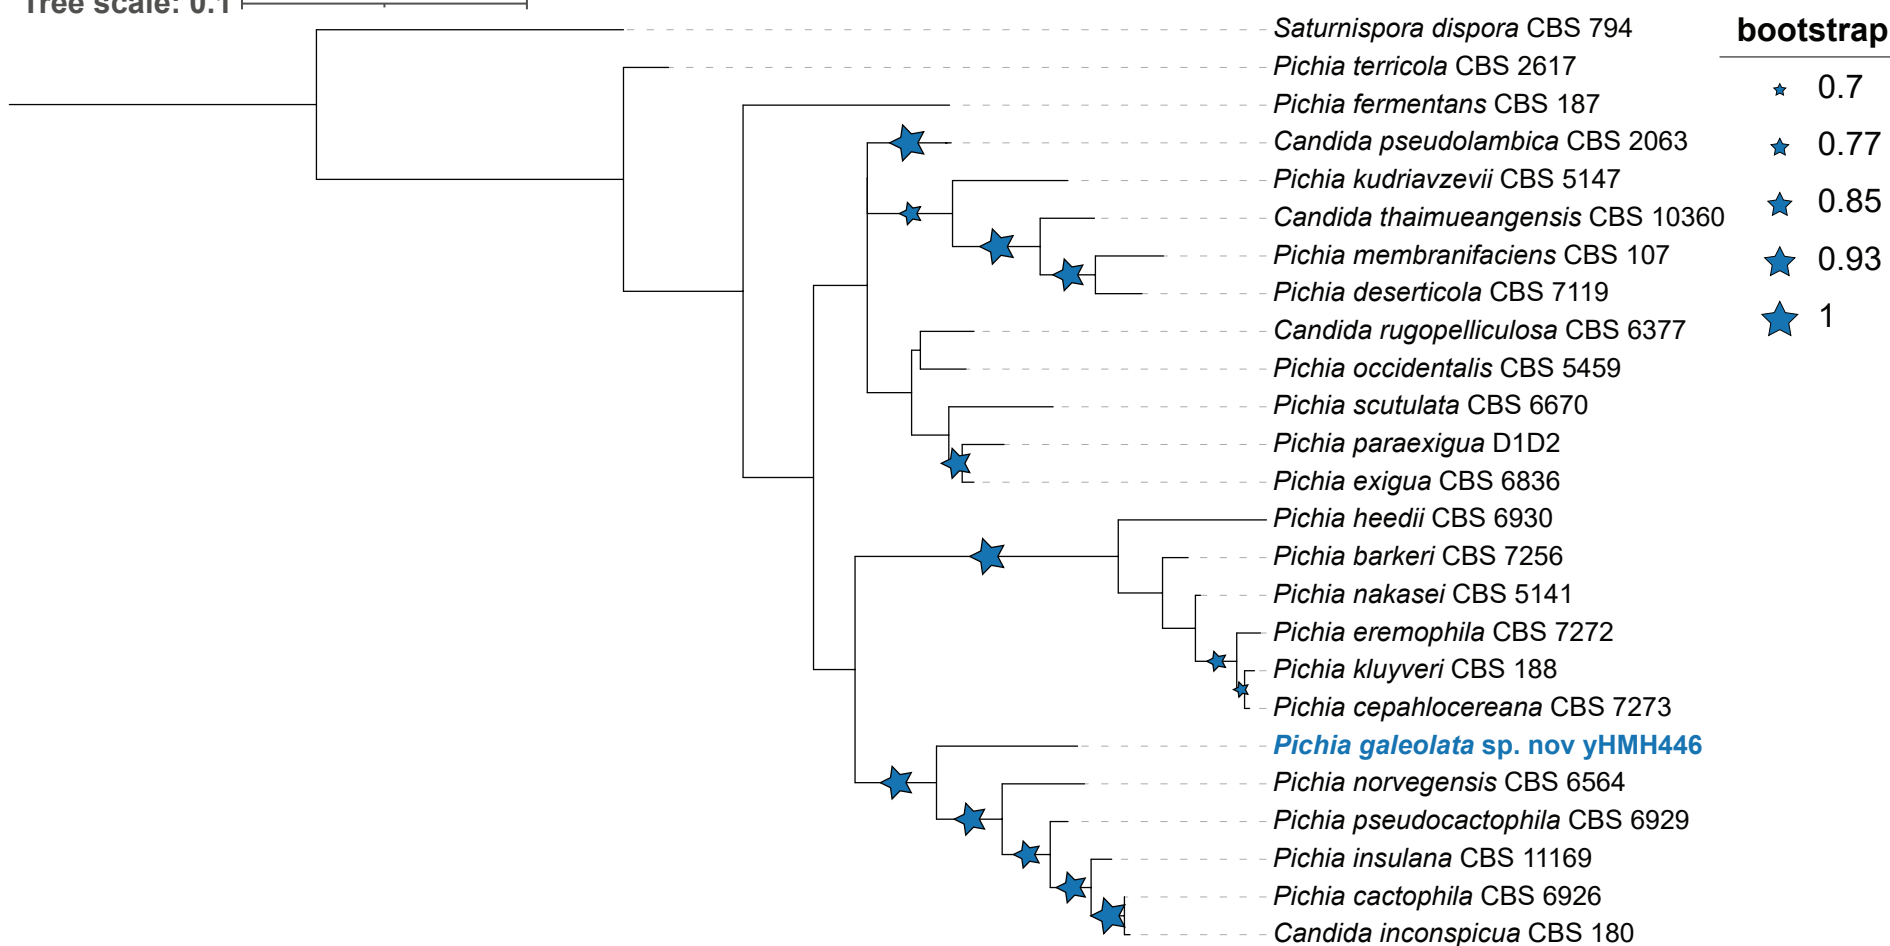 Tree scale: 0.1
Saturnispora dispora CBS 794
Pichia terricola CBS 2617
Pichia fermentans CBS 187
Candida pseudolambica CBS 2063
Pichia kudriavzevii CBS 5147
Candida thaimueangensis CBS 10360
Pichia membranifaciens CBS 107
Pichia deserticola CBS 7119
Candida rugopelliculosa CBS 6377
Pichia occidentalis CBS 5459
Pichia scutulata CBS 6670
Pichia paraexigua D1D2
Pichia exigua CBS 6836
Pichia heedii CBS 6930
Pichia barkeri CBS 7256
Pichia nakasei CBS 5141
Pichia eremophila CBS 7272
Pichia kluyveri CBS 188
Pichia cepahlocereana CBS 7273
Pichia galeolata sp. nov yHMH446
Pichia norvegensis CBS 6564
Pichia pseudocactophila CBS 6929
Pichia insulana CBS 11169
Pichia cactophila CBS 6926
Candida inconspicua CBS 180
bootstrap
0.7
0.77
0.85
0.93
1